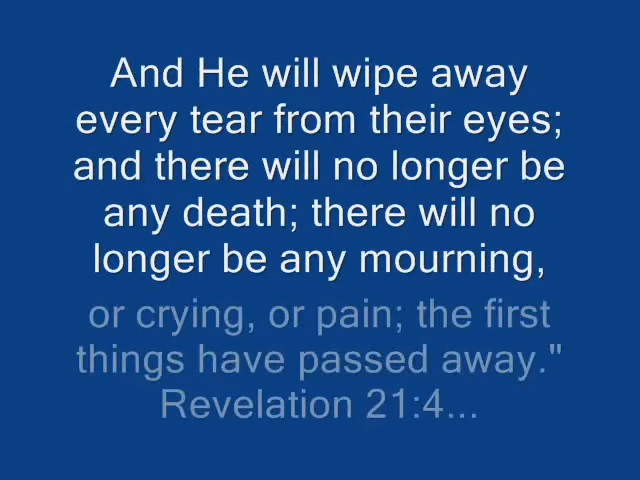 And He will wipe away
every tear from their eyes;
and there will no longer be
any death; there will no
longer be any mourning,
or crying, or pain; the first
things have passed away."
Revelation 21:4...